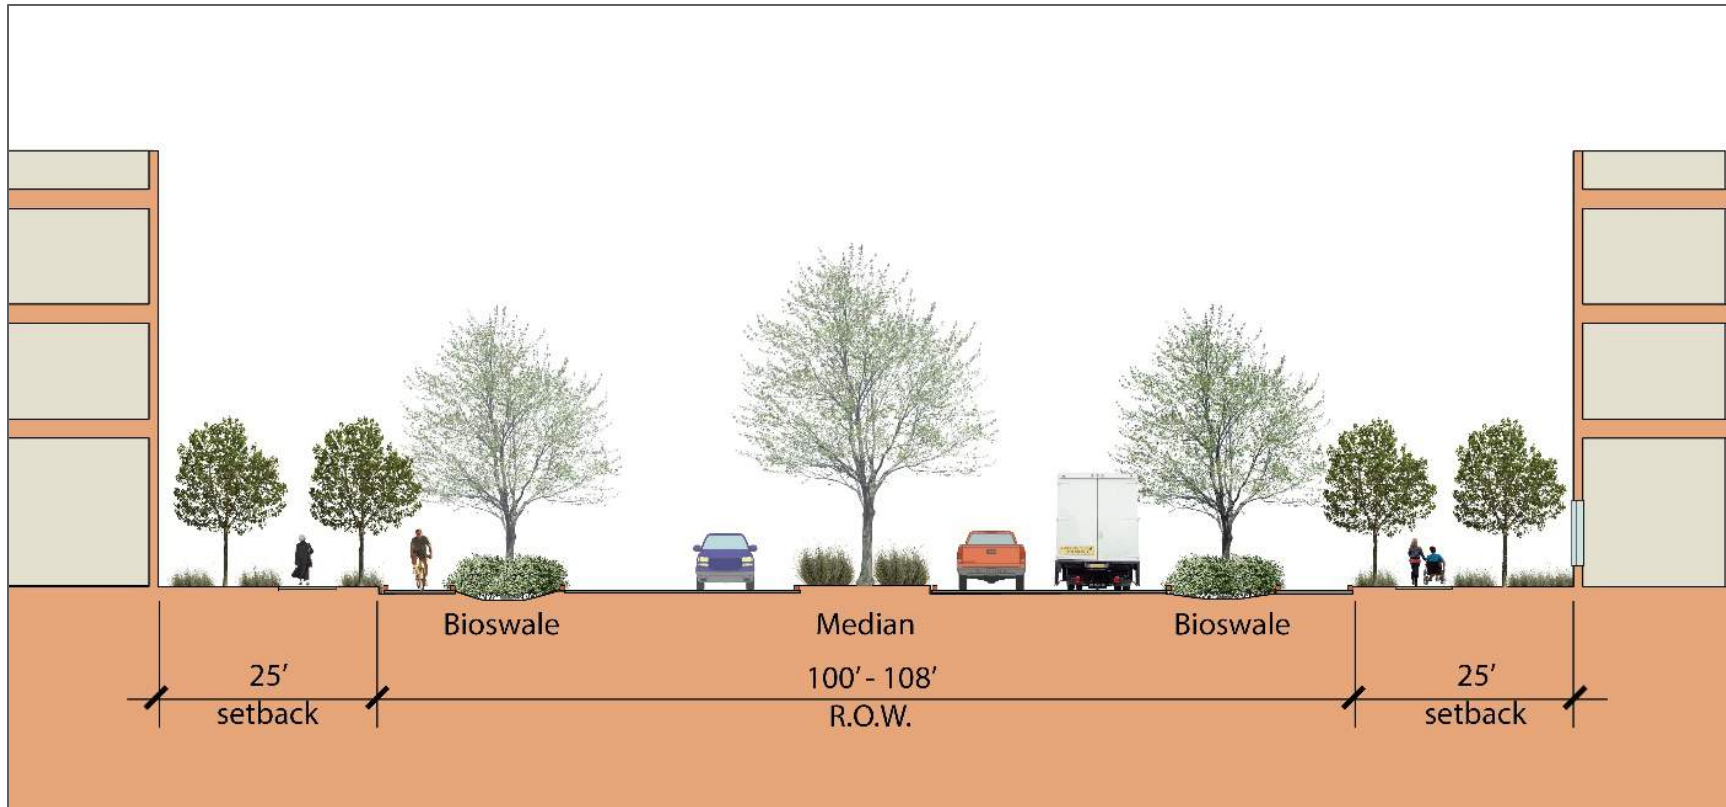 Bioswale
Median
Bioswale
25’
100’ - 108’
25’
setback
R.O.W.
setback